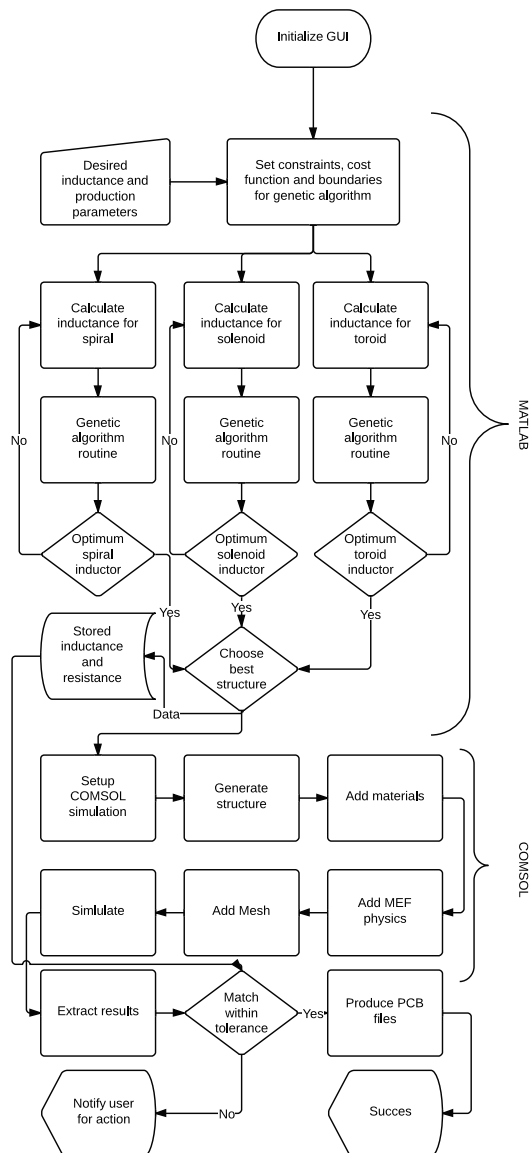 Initialize GUI
Desired
inductance and
production
parameters
Set constraints, cost
function and boundaries
for genetic algorithm
Calculate
inductance for
spiral
Calculate
inductance for
solenoid
Calculate
inductance for
toroid
No
Genetic
algorithm
routine
No
Genetic
algorithm
routine
Genetic
algorithm
routine
No
MATLAB
Optimum
spiral
inductor
Optimum
solenoid
inductor
Optimum
toroid
inductor
Yes
Yes
Yes
Stored
inductance
and
resistance
Choose
best
structure
Data
Setup
COMSOL
simulation
Generate
structure
Add materials
COMSOL
Simlulate
Add Mesh
Add MEF
physics
Extract results
Match
within
tolerance
Yes
Produce PCB
files
Notify user
for action
No
Succes